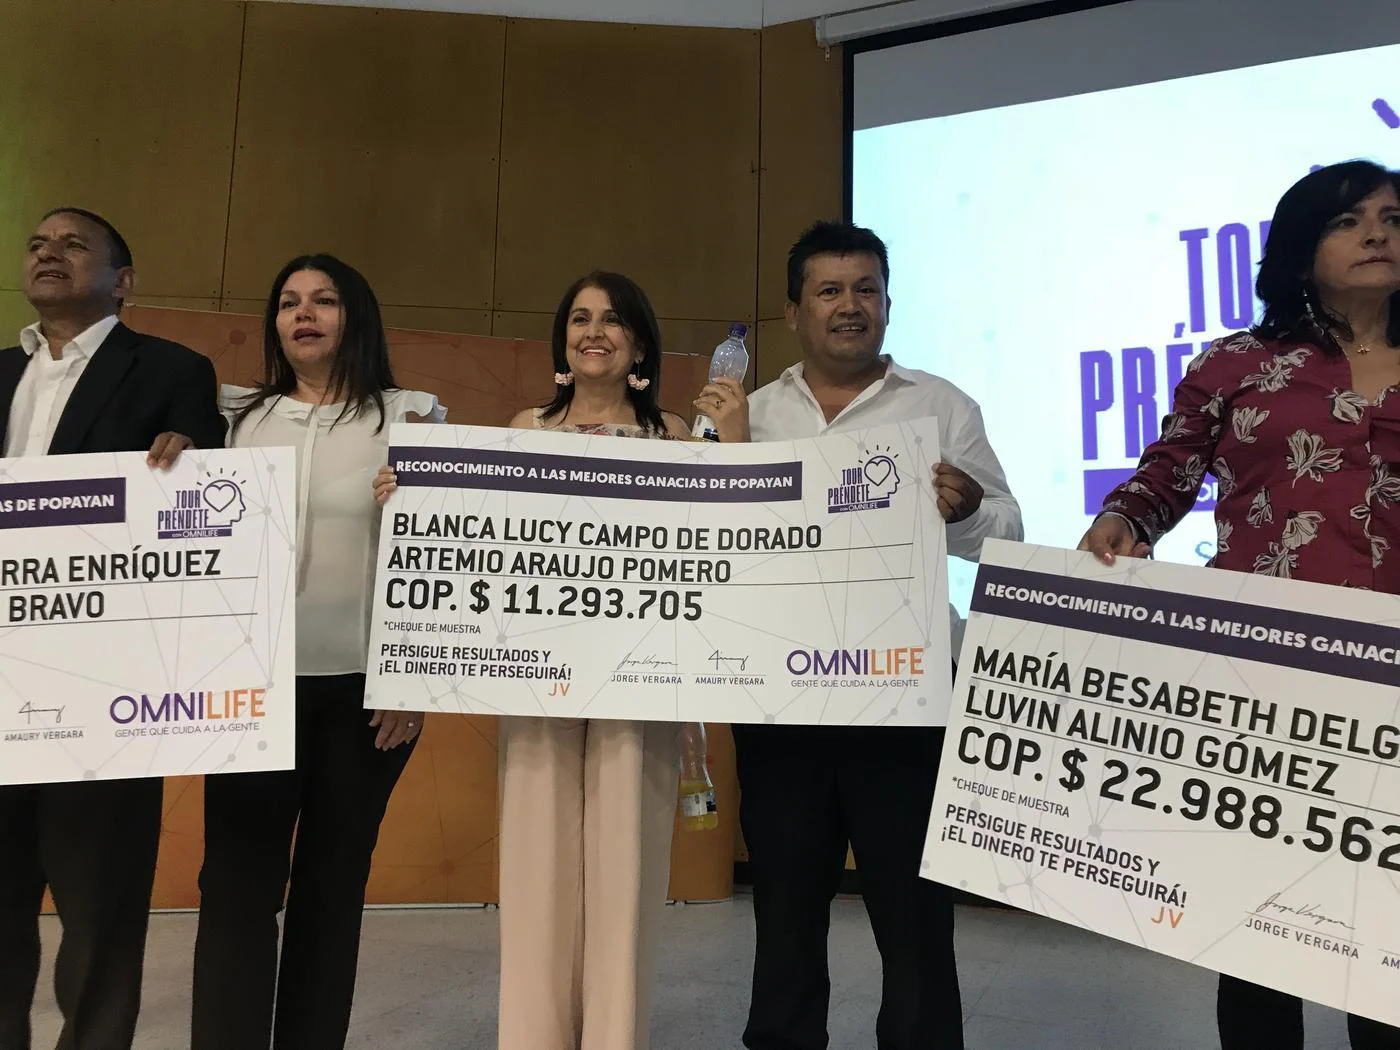 AS DE POPAYAN
TOUR
PRÉNDETE
CON OMNILIFE
RRA ENRÍQUEZ
BRAVO
AMAURY VERGARA
OMNILIFE
GENTE QUE CUIDA A LA GENTE
RECONOCIMIENTO A LAS MEJORES GANACIAS DE POPAYAN
TOUR
PRÉNDETE
CON OMNILIFE
BLANCA LUCY CAMPO DE DORADO
ARTEMIO ARAUJO POMERO
COP. $ 11.293.705
*CHEQUE DE MUESTRA
PERSIGUE RESULTADOS Y
¡EL DINERO TE PERSEGUIRÁ!
JV
JORGE VERGARA
AMAURY VERGARA
OMNILIFE
GENTE QUE CUIDA A LA GENTE
TOU
PRÉ
RECONOCIMIENTO A LAS MEJORES GANACI
MARÍA BESABETH DELG
LUVIN ALINIO GÓMEZ
COP. $ 22.988.562
*CHEQUE DE MUESTRA
PERSIGUE RESULTADOS Y
¡EL DINERO TE PERSEGUIRÁ!
JV
JORGE VERGARA
AM